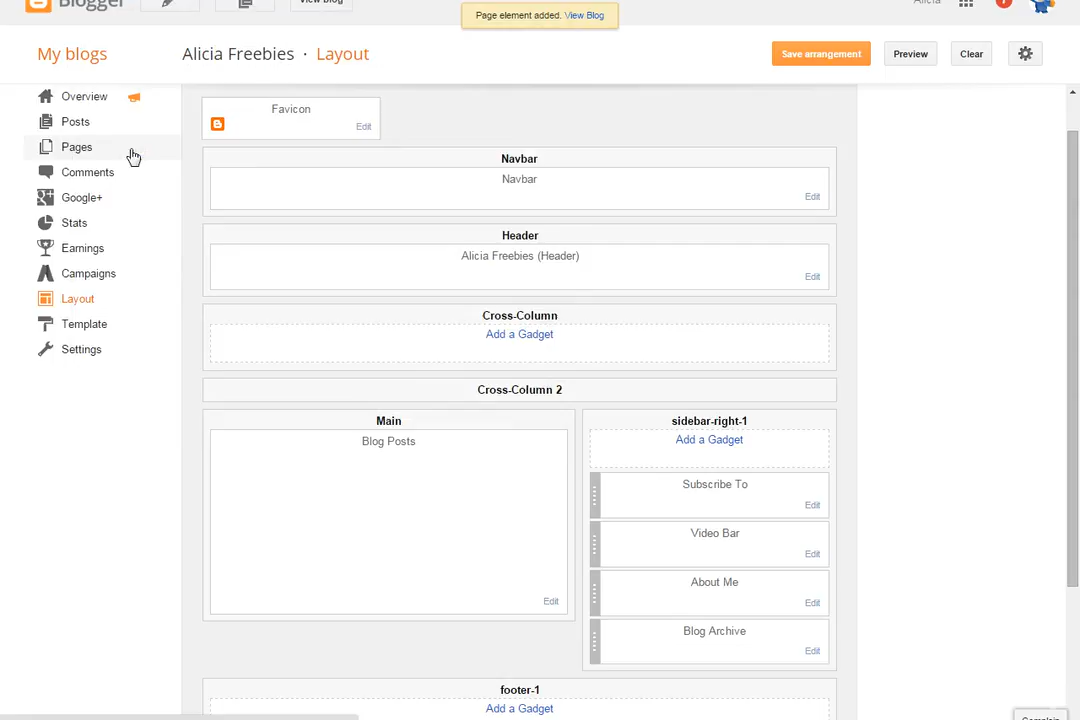 Blogger
View Blog
Page element added. View Blog
Alicia
My blogs
Alicia Freebies · Layout
Save arrangement
Preview
Clear
Overview
Posts
Pages
Comments
Google+
Stats
Earnings
Campaigns
Layout
Template
Settings
Favicon
Edit
Navbar
Navbar
Edit
Header
Alicia Freebies (Header)
Edit
Cross-Column
Add a Gadget
Cross-Column 2
Main
Blog Posts
Edit
sidebar-right-1
Add a Gadget
Subscribe To
Edit
Video Bar
Edit
About Me
Edit
Blog Archive
Edit
footer-1
Add a Gadget